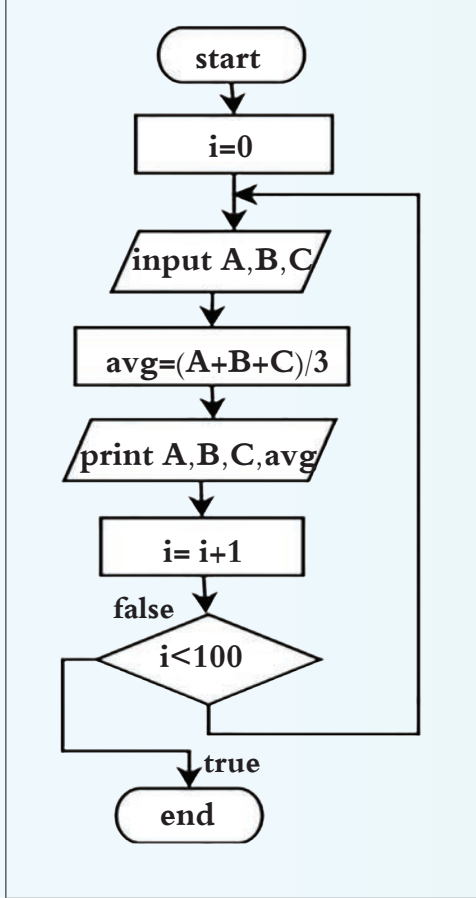 start
i=0
input A,B,C
avg=(A+B+C)/3
print A,B,C,avg
i= i+1
false
i<100
true
end